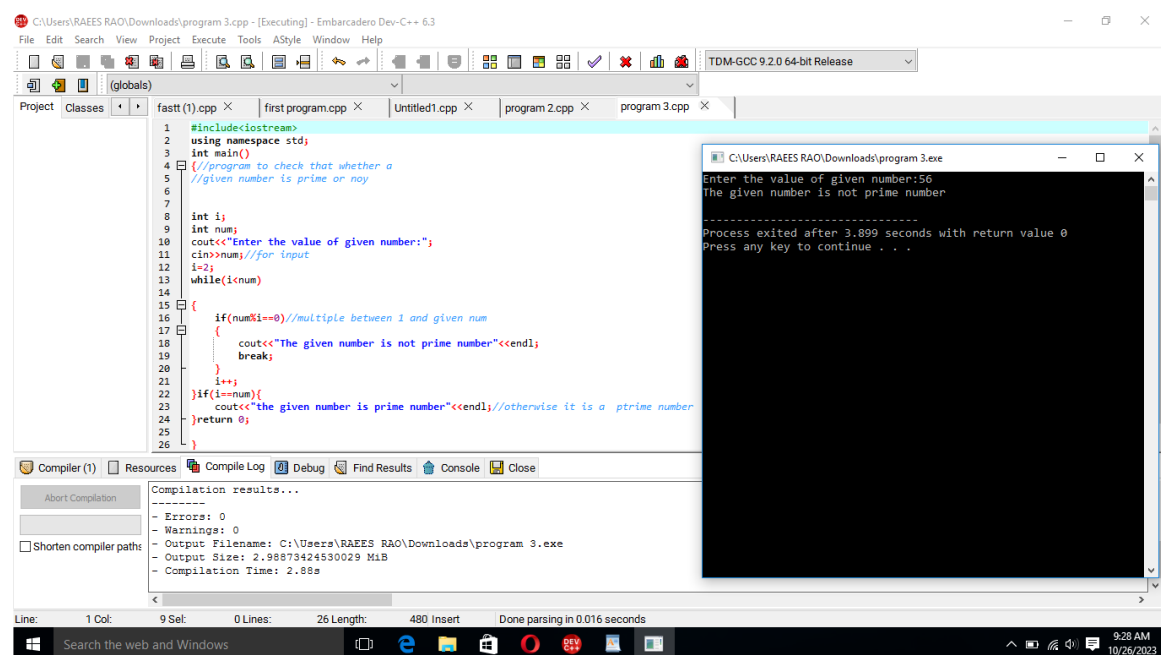 C:\Users\RAEES RAO\Downloads\program 3.cpp - [Executing] - Embarcadero Dev-C++ 6.3
File Edit Search View Project Execute Tools AStyle Window Help
TDM-GCC 9.2.0 64-bit Release
(globals)
Project Classes fastt (1).cpp first program.cpp Untitled1.cpp program 2.cpp program 3.cpp
1 #include<iostream>
2 using namespace std;
3 int main()
4 {//program to check that whether a
5 //given number is prime or noy
6
7
8 int i;
9 int num;
10 cout<<"Enter the value of given number:";
11 cin>>num;//for input
12 i=2;
13 while(i<num)
14
15 {
16 if(num%i==0)//multiple between 1 and given num
17 {
18 cout<<"The given number is not prime number"<<endl;
19 break;
20 }
21 i++;
22 }if(i==num){
23 cout<<"the given number is prime number"<<endl;//otherwise it is a ptrime number
24 }return 0;
25
26 }
C:\Users\RAEES RAO\Downloads\program 3.exe
Enter the value of given number:56
The given number is not prime number
--------------------------------
Process exited after 3.899 seconds with return value 0
Press any key to continue . . .
Compiler (1) Resources Compile Log Debug Find Results Console Close
Abort Compilation
Shorten compiler paths
Compilation results...
--------
- Errors: 0
- Warnings: 0
- Output Filename: C:\Users\RAEES RAO\Downloads\program 3.exe
- Output Size: 2.98873424530029 MiB
- Compilation Time: 2.88s
Line: 1 Col: 9 Sel: 0 Lines: 26 Length: 480 Insert Done parsing in 0.016 seconds
Search the web and Windows
DEV
9:28 AM
10/26/2023